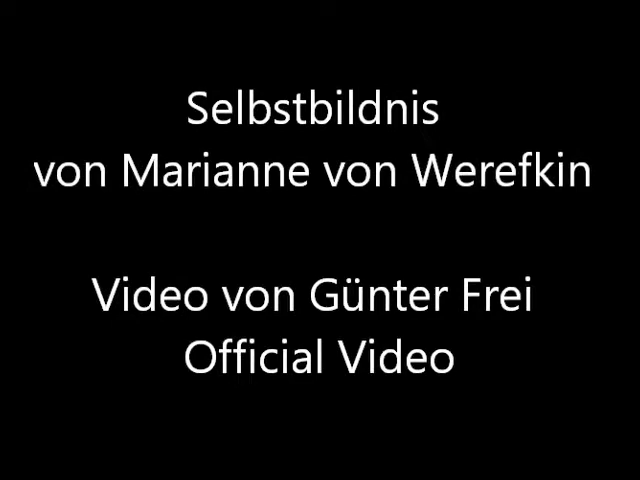 Selbstbildnis
von Marianne von Werefkin
Video von Günter Frei
Official Video